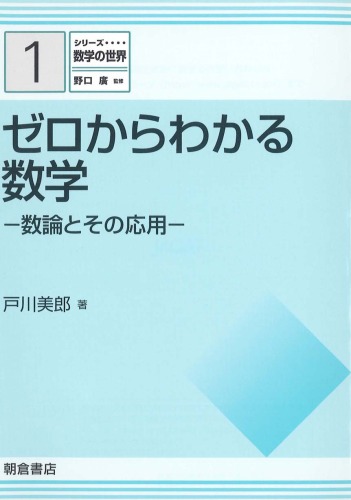 1
シリーズ････
数学の世界
野口 廣 監修
ゼロからわかる
数学
－数論とその応用－
戸川美郎 著
朝倉書店